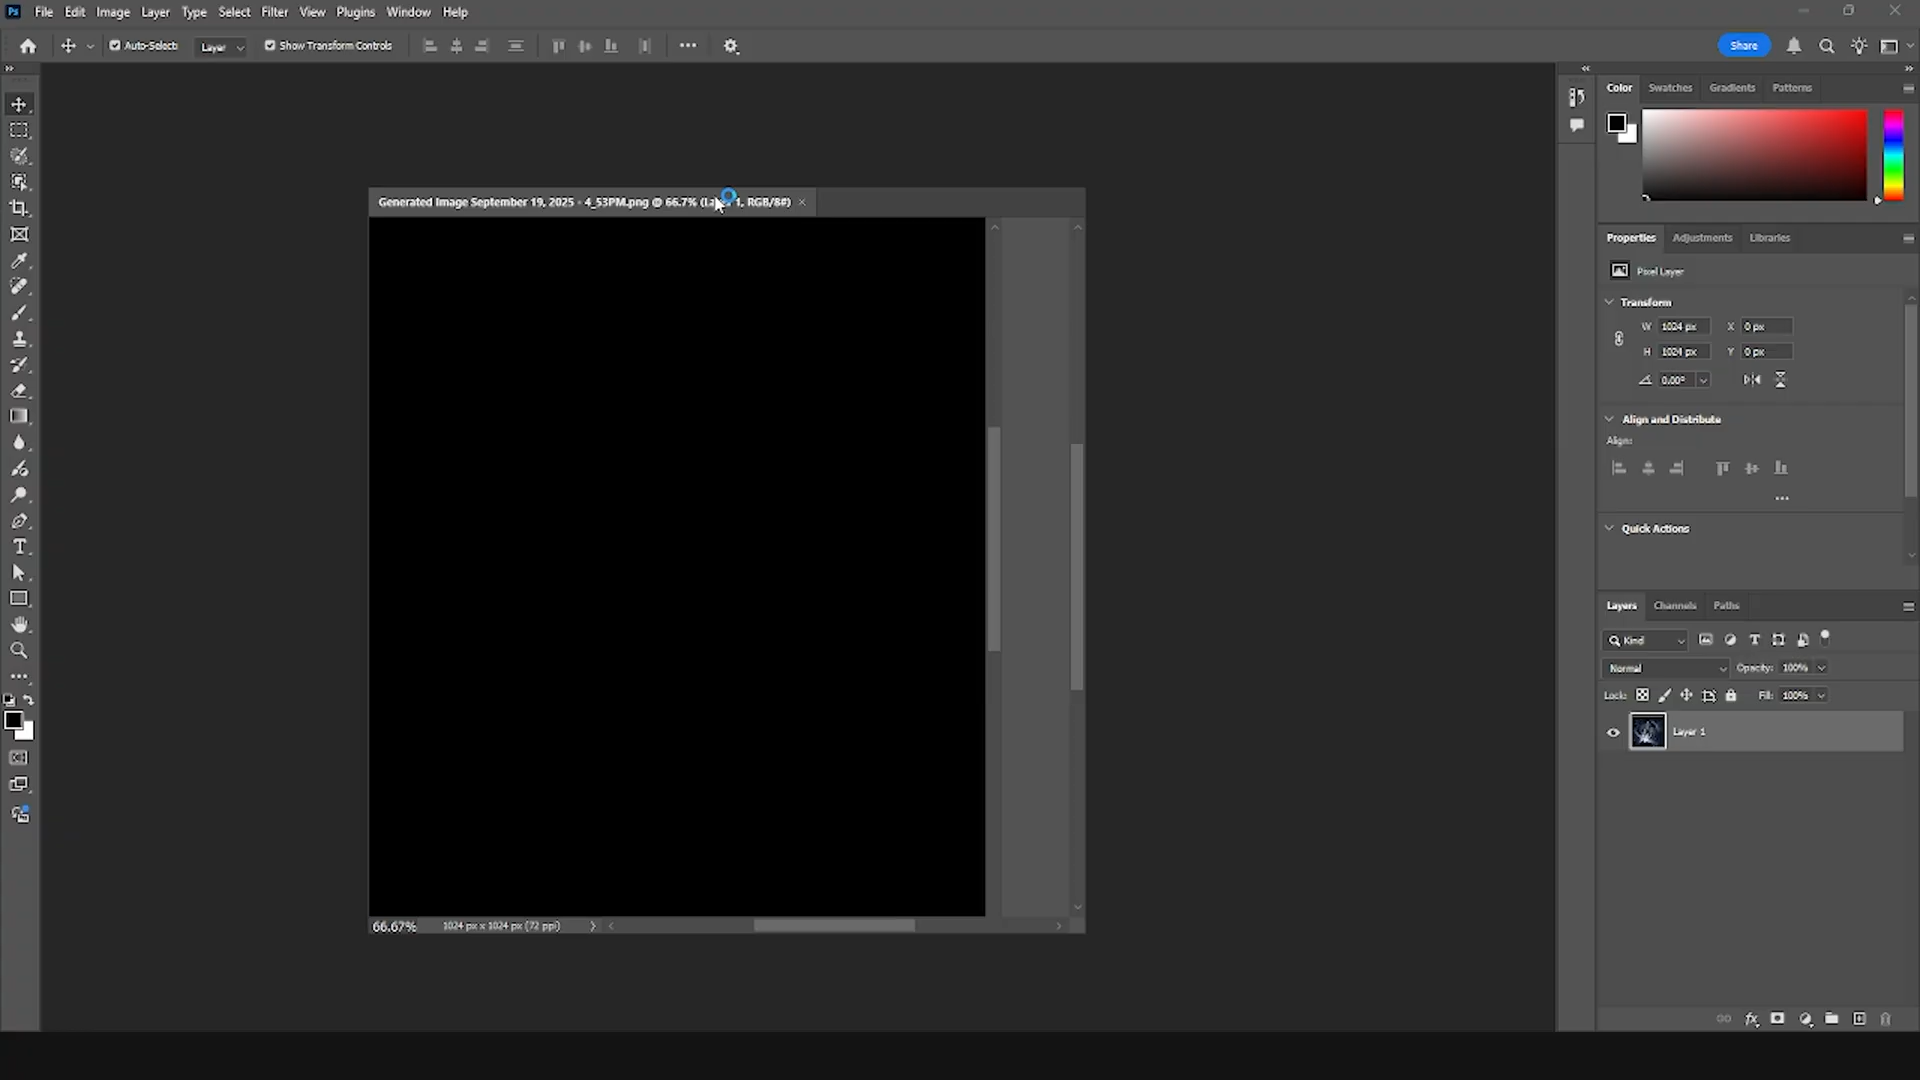 Ps File Edit Image Layer Type Select Filter View Plugins Window Help
Auto-Select: Layer Show Transform Controls Share
Color Swatches Gradients Patterns
Generated Image September 19, 2025 - 4_53PM.png @ 66.7% (Layer 1, RGB/8#)
Properties Adjustments Libraries
Pixel Layer
Transform
W 1024 px X 0 px
H 1024 px Y 0 px
0.00°
Align and Distribute
Align:
Quick Actions
Layers Channels Paths
Kind
Normal Opacity: 100%
Lock: Fill: 100%
Layer 1
66.67% 1024 px x 1024 px (72 ppi)
fx